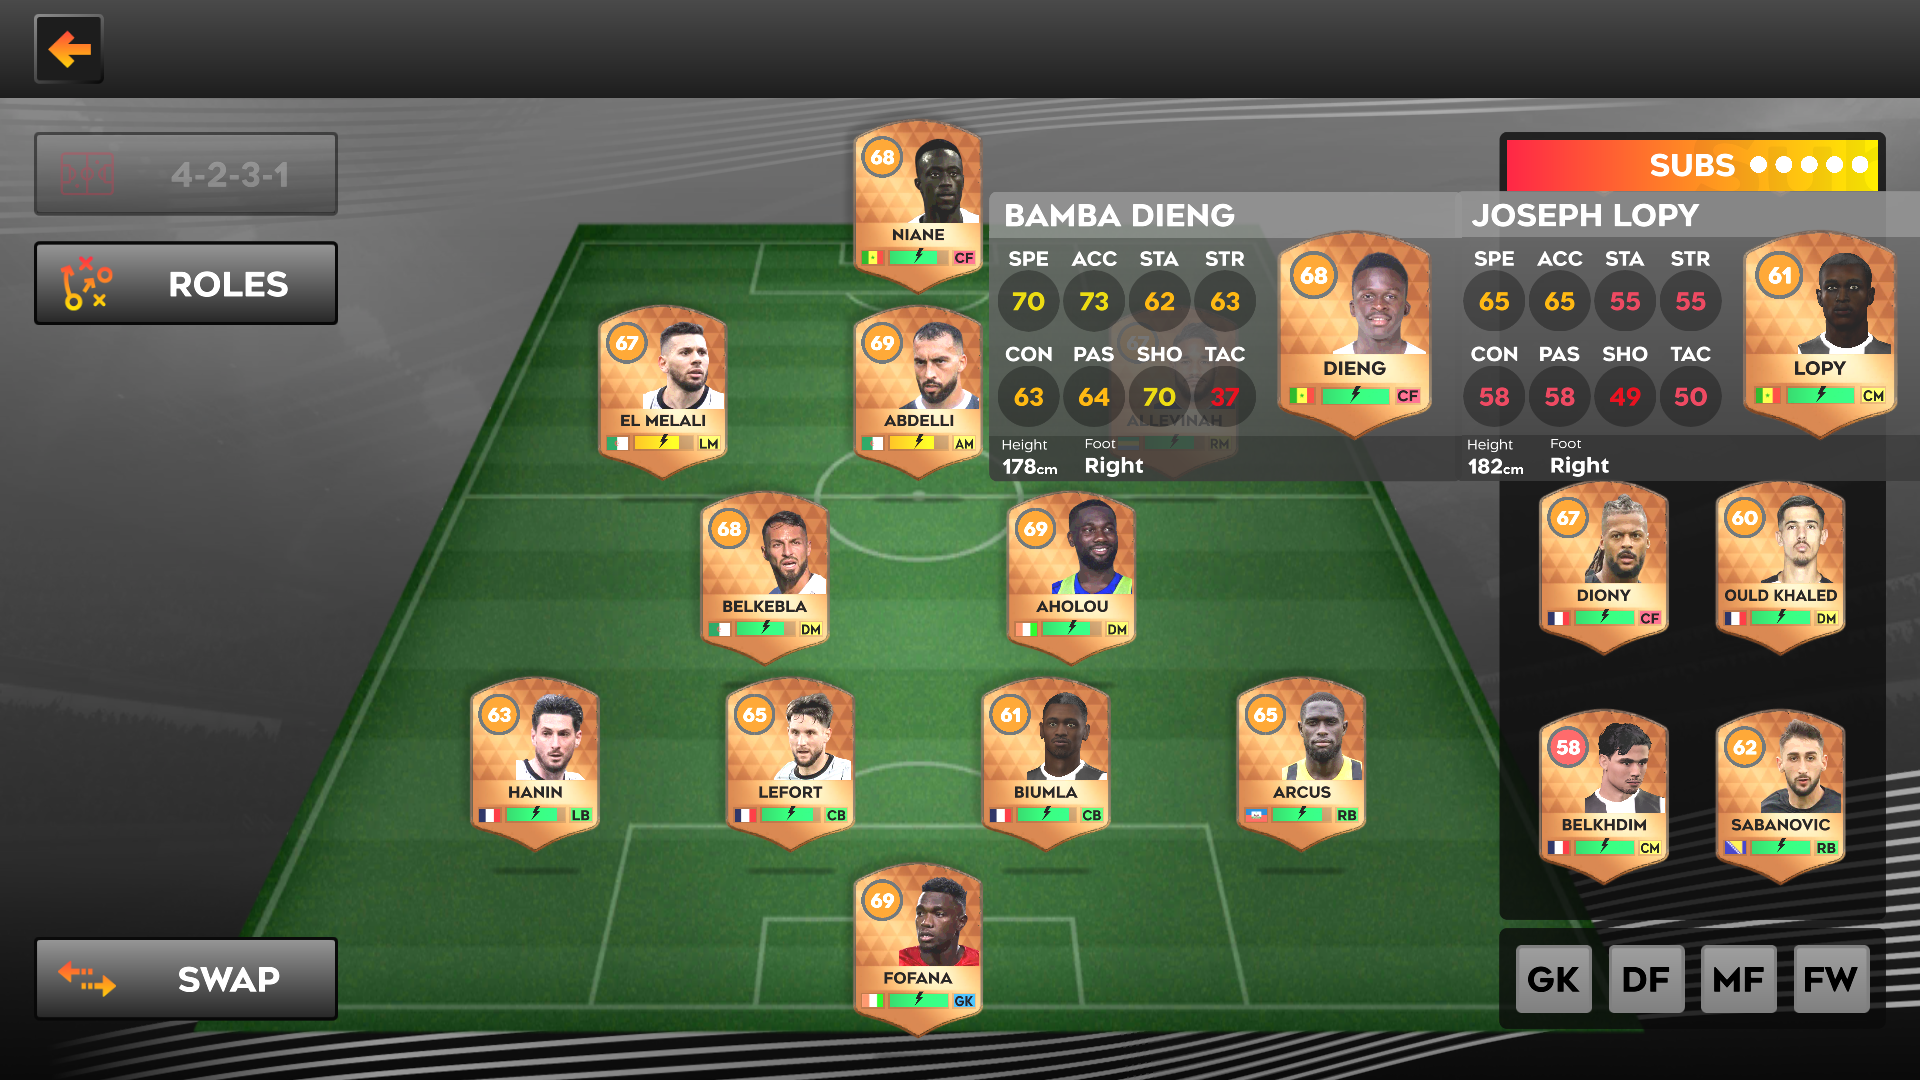 4-2-3-1
ROLES
SWAP
68
NIANE
CF
67
EL MELALI
LM
69
ABDELLI
AM
67
ALLEVINAH
RM
68
BELKEBLA
DM
69
AHOLOU
DM
63
HANIN
LB
65
LEFORT
CB
61
BIUMLA
CB
65
ARCUS
RB
69
FOFANA
GK
BAMBA DIENG
SPE ACC STA STR
70 73 62 63
CON PAS SHO TAC
63 64 70 37
Height Foot
178cm Right
68
DIENG
CF
JOSEPH LOPY
SPE ACC STA STR
65 65 55 55
CON PAS SHO TAC
58 58 49 50
Height Foot
182cm Right
61
LOPY
CM
SUBS
67
DIONY
CF
60
OULD KHALED
DM
58
BELKHDIM
CM
62
SABANOVIC
RB
GK DF MF FW